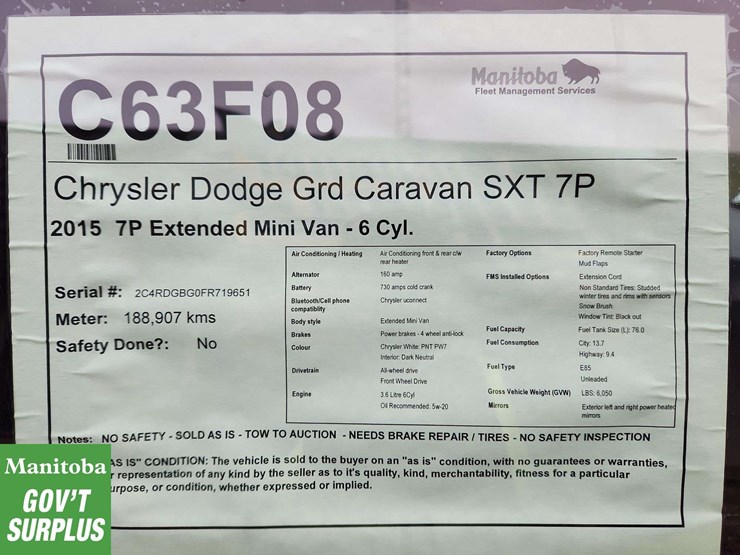 C63F08
Manitoba
Fleet Management Services
Chrysler Dodge Grd Caravan SXT 7P
2015 7P Extended Mini Van - 6 Cyl.
Serial #: 2C4RDGBG0FR719651
Meter: 188,907 kms
Safety Done?: No
Air Conditioning / Heating Air Conditioning front & rear c/w
rear heater
Alternator 160 amp
Battery 730 amps cold crank
Bluetooth/Cell phone Chrysler uconnect
compatiblity
Body style Extended Mini Van
Brakes Power brakes - 4 wheel anti-lock
Colour Chrysler White: PNT PW7
Interior: Dark Neutral
Drivetrain All-wheel drive
Front Wheel Drive
Engine 3.6 Litre 6Cyl
Oil Recommended: 5w-20
Factory Options Factory Remote Starter
Mud Flaps
FMS Installed Options Extension Cord
Non Standard Tires: Studded
winter tires and rims with sensors
Snow Brush:
Window Tint: Black out
Fuel Capacity Fuel Tank Size (L): 76.0
Fuel Consumption City: 13.7
Highway: 9.4
Fuel Type E85
Unleaded
Gross Vehicle Weight (GVW) LBS: 6,050
Mirrors Exterior left and right power heated
mirrors
Notes: NO SAFETY - SOLD AS IS - TOW TO AUCTION - NEEDS BRAKE REPAIR / TIRES - NO SAFETY INSPECTION
AS IS" CONDITION: The vehicle is sold to the buyer on an "as is" condition, with no guarantees or warranties,
r representation of any kind by the seller as to it's quality, kind, merchantability, fitness for a particular
urpose, or condition, whether expressed or implied.
Manitoba
GOV'T
SURPLUS